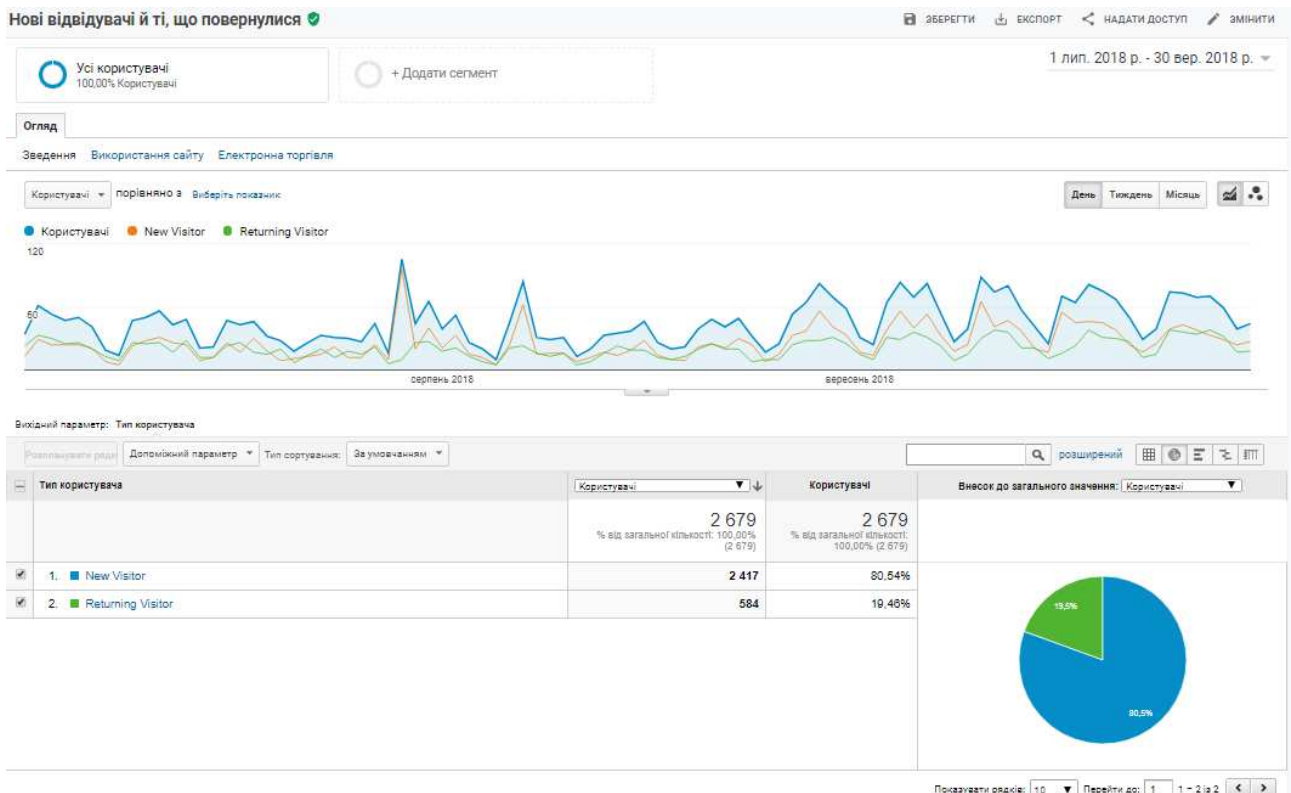 Нові відвідувачі й ті, що повернулися
ЗБЕРЕГТИ ЕКСПОРТ НАДАТИ ДОСТУП ЗМІНИТИ
Усі користувачі
100,00% Користувачі
+ Додати сегмент
1 лип. 2018 р. - 30 вер. 2018 р.
Огляд
Зведення Використання сайту Електронна торгівля
Користувачі порівняно з Виберіть показник
День Тиждень Місяць
Користувачі New Visitor Returning Visitor
120
60
серпень 2018 вересень 2018
Вихідний параметр: Тип користувача
Розпланувати ряди Допоміжний параметр Тип сортування: За умовчанням
розширений
Тип користувача Користувачі Користувачі Внесок до загального значення: Користувачі
2 679 2 679
% від загальної кількості: 100,00% % від загальної кількості:
(2 679) 100,00% (2 679)
1. New Visitor 2 417 80,54%
2. Returning Visitor 584 19,46%
19,5%
80,5%
Показувати рядків: 10 Перейти до: 1 1 – 2 із 2